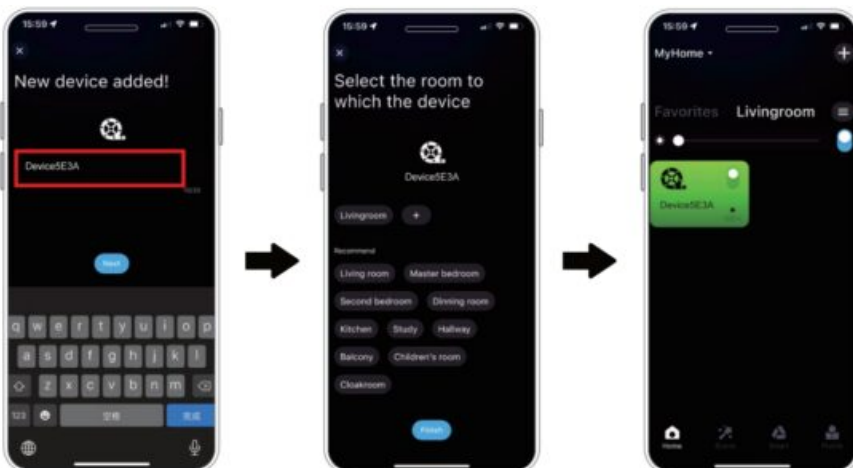 15:59
New device added!
Device5E3A
Next
q w e r t y u i o p
a s d f g h j k l
z x c v b n m
123
空格
完成
15:59
Select the room to
which the device
Device5E3A
Livingroom +
Recommend
Living room Master bedroom
Second bedroom Dinning room
Kitchen Study Hallway
Balcony Children's room
Cloakroom
Finish
15:59
MyHome
Favorites Livingroom
Device5E3A
Home